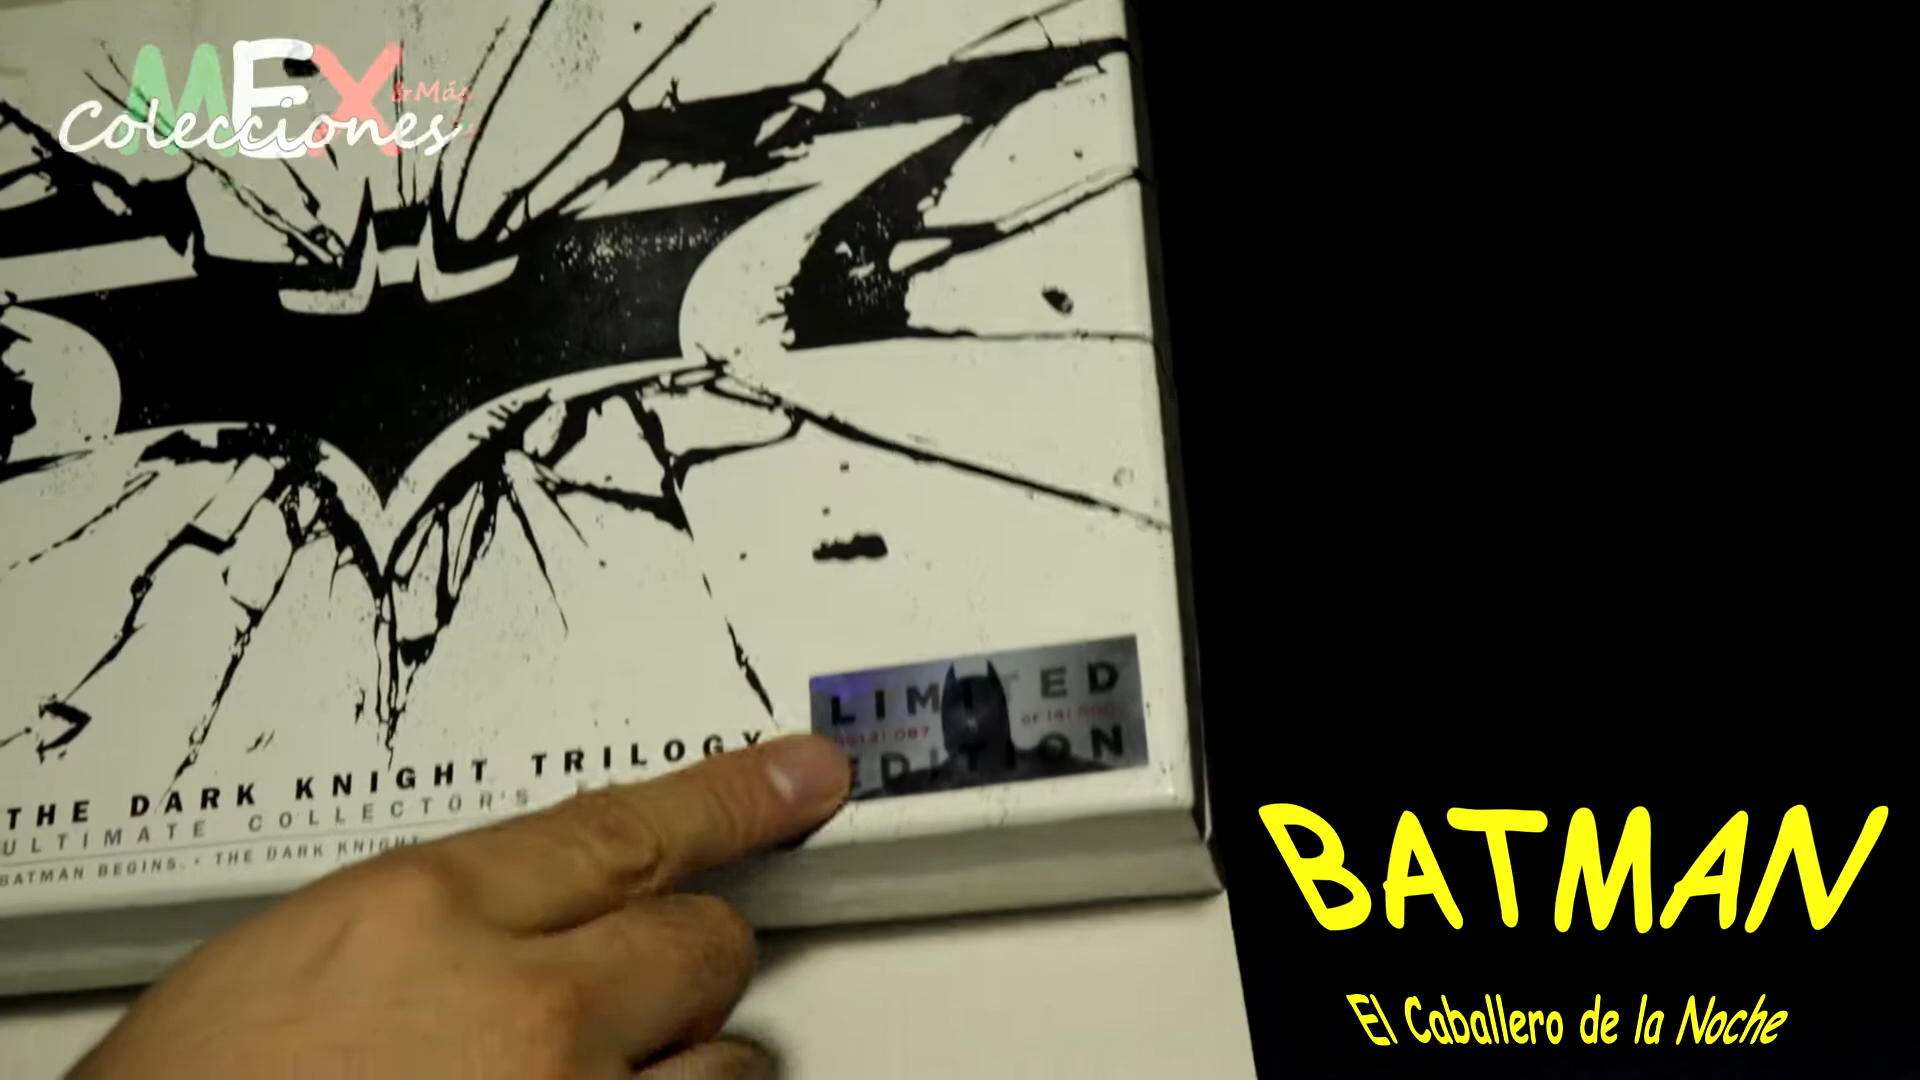 MEX
& Más
Colecciones
LIMITED
EDITION
THE DARK KNIGHT TRILOGY
ULTIMATE COLLECTOR'S
BATMAN BEGINS. • THE DARK KNIGHT
BATMAN
El Caballero de la Noche